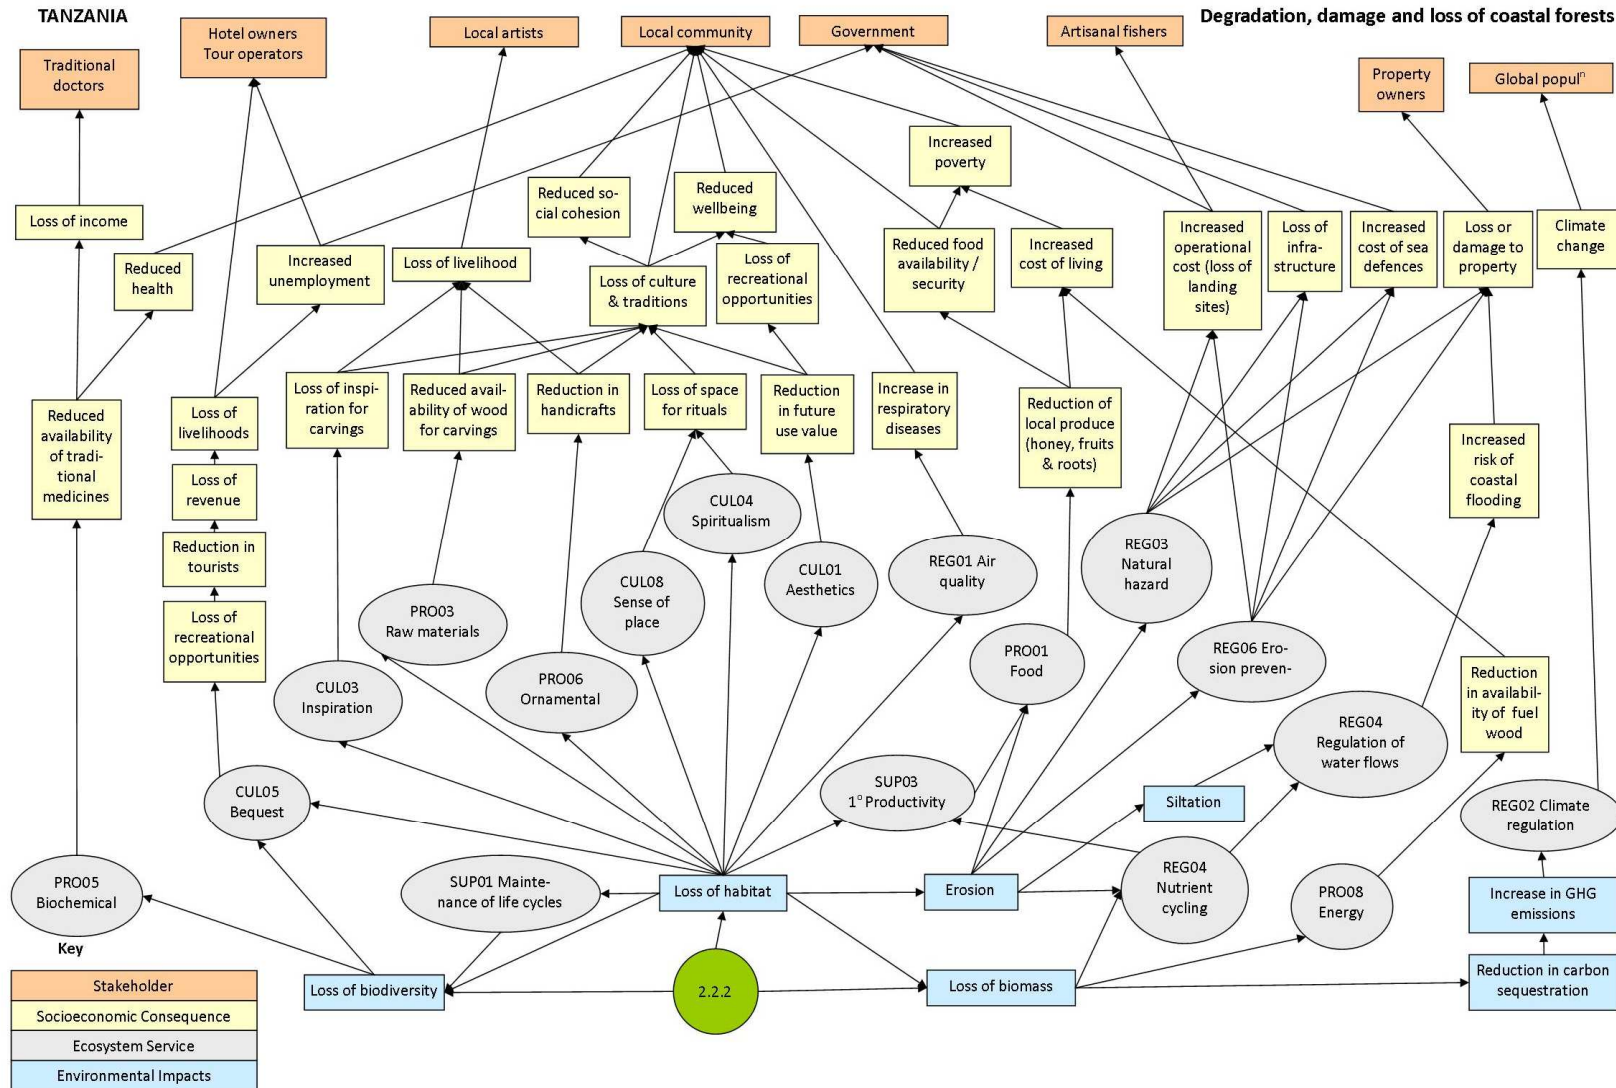 TANZANIA
Degradation, damage and loss of coastal forests
Hotel owners
Tour operators
Local artists
Local community
Government
Artisanal fishers
Traditional
doctors
Property
owners
Global populⁿ
Increased
poverty
Reduced so-
cial cohesion
Reduced
wellbeing
Loss of income
Reduced
health
Increased
unemployment
Loss of livelihood
Loss of culture
& traditions
Loss of
recreational
opportunities
Reduced food
availability /
security
Increased
cost of living
Increased
operational
cost (loss of
landing
sites)
Loss of
infra-
structure
Increased
cost of sea
defences
Loss or
damage to
property
Climate
change
Reduced
availability
of tradi-
tional
medicines
Loss of
livelihoods
Loss of
revenue
Reduction in
tourists
Loss of
recreational
opportunities
Loss of inspi-
ration for
carvings
Reduced avail-
ability of wood
for carvings
Reduction in
handicrafts
Loss of space
for rituals
Reduction
in future
use value
Increase in
respiratory
diseases
Reduction of
local produce
(honey, fruits
& roots)
Increased
risk of
coastal
flooding
CUL04
Spiritualism
CUL08
Sense of
place
CUL01
Aesthetics
REG01 Air
quality
REG03
Natural
hazard
PRO03
Raw materials
PRO06
Ornamental
CUL03
Inspiration
PRO01
Food
REG06 Ero-
sion preven-
Reduction
in availabil-
ity of fuel
wood
REG04
Regulation of
water flows
CUL05
Bequest
SUP03
1° Productivity
Siltation
REG02 Climate
regulation
PRO05
Biochemical
SUP01 Mainte-
nance of life cycles
Loss of habitat
Erosion
REG04
Nutrient
cycling
PRO08
Energy
Increase in GHG
emissions
Loss of biodiversity
2.2.2
Loss of biomass
Reduction in carbon
sequestration
Key
Stakeholder
Socioeconomic Consequence
Ecosystem Service
Environmental Impacts